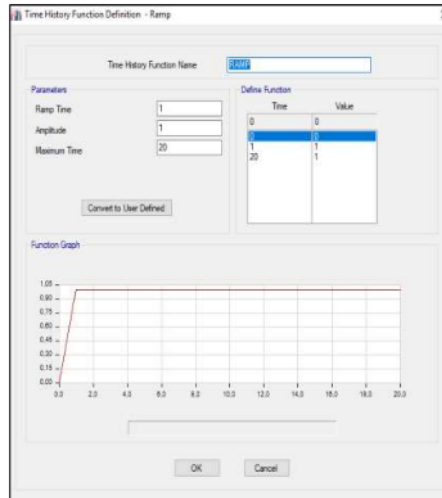 Time History Function Definition - Ramp
Time History Function Name
RAMP
Parameters
Ramp Time
1
Amplitude
1
Maximum Time
20
Convert to User Defined
Define Function
Time Value
0 0
0 0
1 1
20 1
Function Graph
1,05
0,90
0,75
0,60
0,45
0,30
0,15
0,00
0,0 2,0 4,0 6,0 8,0 10,0 12,0 14,0 16,0 18,0 20,0
OK Cancel